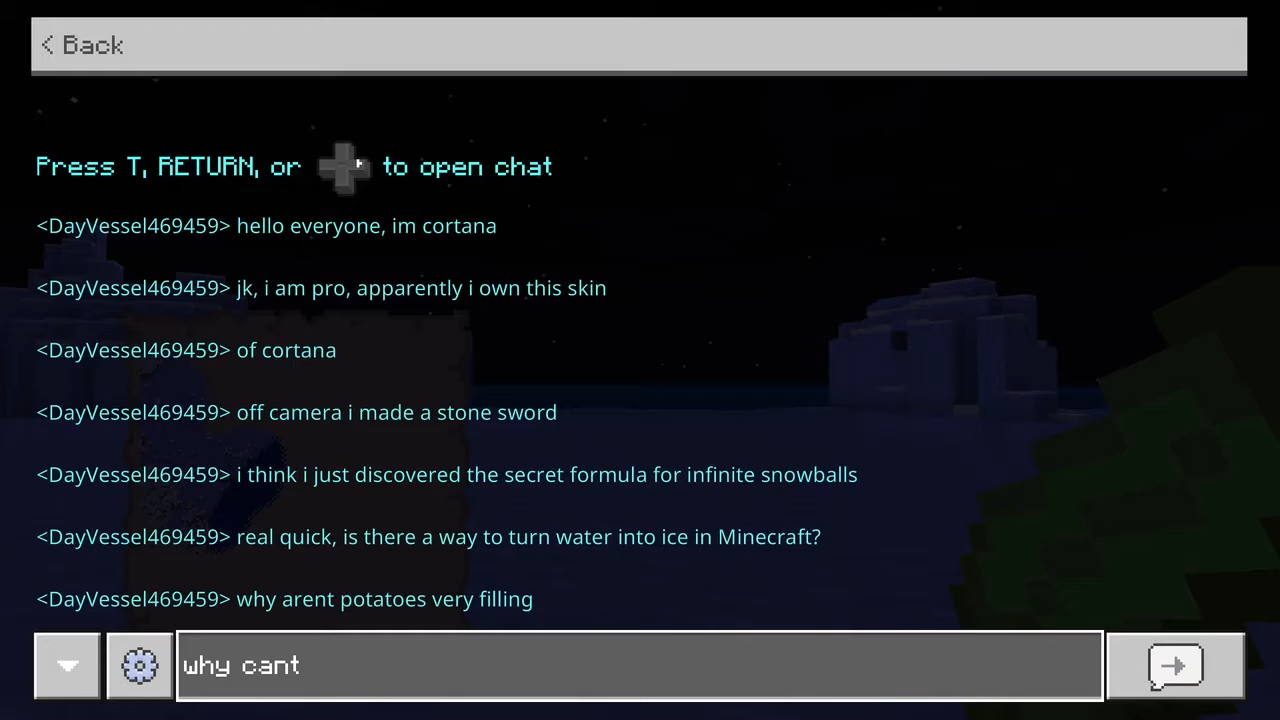 Back
Press T, RETURN, or to open chat
<DayVessel469459> hello everyone, im cortana
<DayVessel469459> jk, i am pro, apparently i own this skin
<DayVessel469459> of cortana
<DayVessel469459> off camera i made a stone sword
<DayVessel469459> i think i just discovered the secret formula for infinite snowballs
<DayVessel469459> real quick, is there a way to turn water into ice in Minecraft?
<DayVessel469459> why arent potatoes very filling
why cant